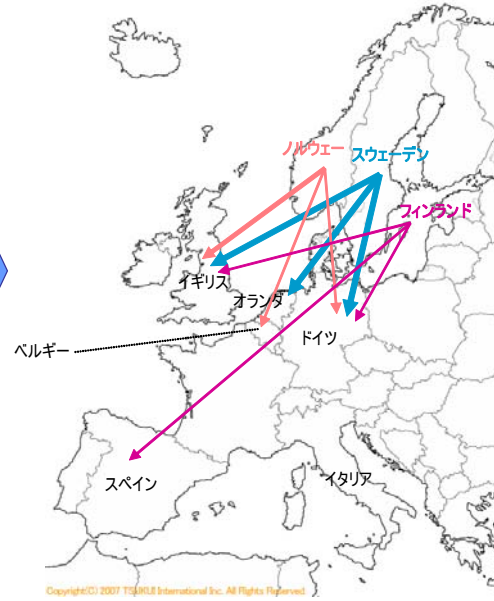 ノルウェー
スウェーデン
フィンランド
イギリス
オランダ
ベルギー
ドイツ
スペイン
イタリア
Copyright(C) 2007 TSUKUI International Inc. All Rights Reserved